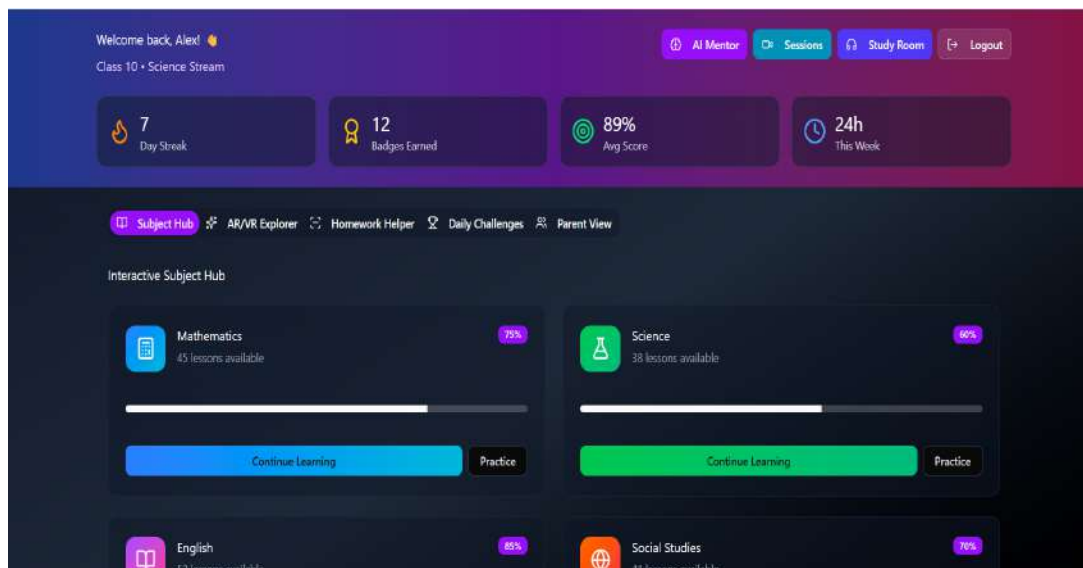 Welcome back, Alex! 👋
AI Mentor
Sessions
Study Room
Logout
Class 10 • Science Stream
7
Day Streak
12
Badges Earned
89%
Avg Score
24h
This Week
Subject Hub
AR/VR Explorer
Homework Helper
Daily Challenges
Parent View
Interactive Subject Hub
Mathematics
75%
45 lessons available
Continue Learning
Practice
Science
60%
38 lessons available
Continue Learning
Practice
English
85%
Social Studies
70%